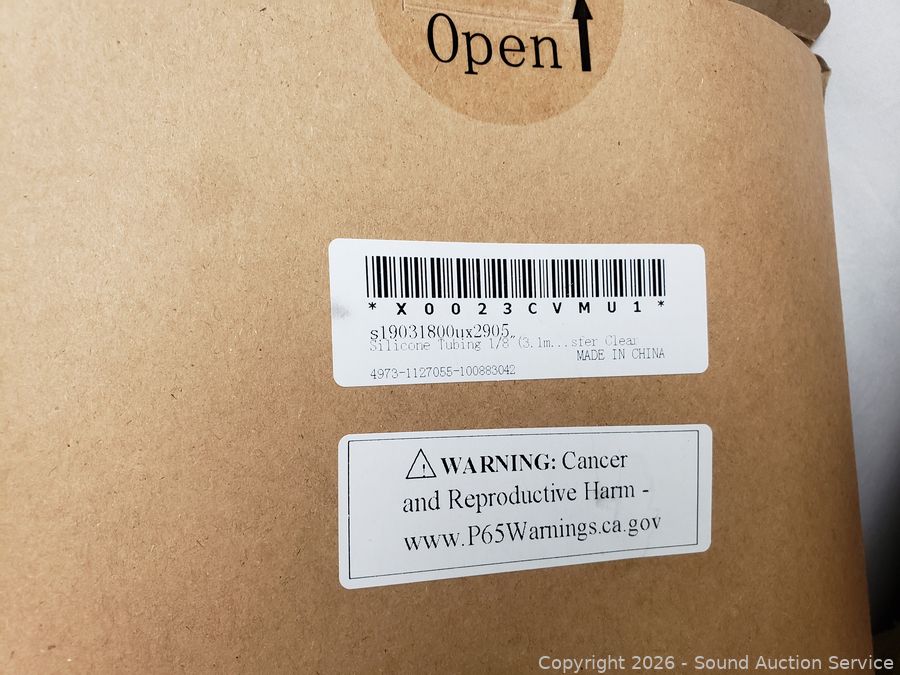 Open
*X0023CVMU1*
s19031800ux2905
Silicone Tubing 1/8"(3.1m...ster Clear
MADE IN CHINA
4973-1127055-100883042
WARNING: Cancer
and Reproductive Harm -
www.P65Warnings.ca.gov
Copyright 2026 - Sound Auction Service